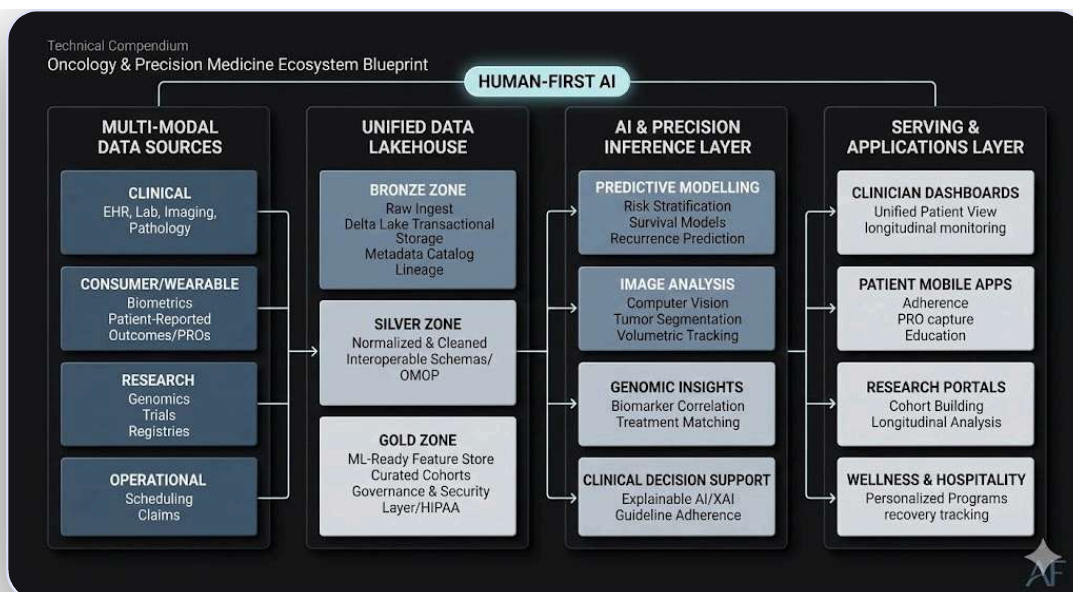 Technical Compendium
Oncology & Precision Medicine Ecosystem Blueprint
HUMAN-FIRST AI
MULTI-MODAL
DATA SOURCES
CLINICAL
EHR, Lab, Imaging,
Pathology
CONSUMER/WEARABLE
Biometrics
Patient-Reported
Outcomes/PROs
RESEARCH
Genomics
Trials
Registries
OPERATIONAL
Scheduling
Claims
UNIFIED DATA
LAKEHOUSE
BRONZE ZONE
Raw Ingest
Delta Lake Transactional
Storage
Metadata Catalog
Lineage
SILVER ZONE
Normalized & Cleaned
Interoperable Schemas/
OMOP
GOLD ZONE
ML-Ready Feature Store
Curated Cohorts
Governance & Security
Layer/HIPAA
AI & PRECISION
INFERENCE LAYER
PREDICTIVE MODELLING
Risk Stratification
Survival Models
Recurrence Prediction
IMAGE ANALYSIS
Computer Vision
Tumor Segmentation
Volumetric Tracking
GENOMIC INSIGHTS
Biomarker Correlation
Treatment Matching
CLINICAL DECISION SUPPORT
Explainable AI/XAI
Guideline Adherence
SERVING &
APPLICATIONS LAYER
CLINICIAN DASHBOARDS
Unified Patient View
longitudinal monitoring
PATIENT MOBILE APPS
Adherence
PRO capture
Education
RESEARCH PORTALS
Cohort Building
Longitudinal Analysis
WELLNESS & HOSPITALITY
Personalized Programs
recovery tracking
AF